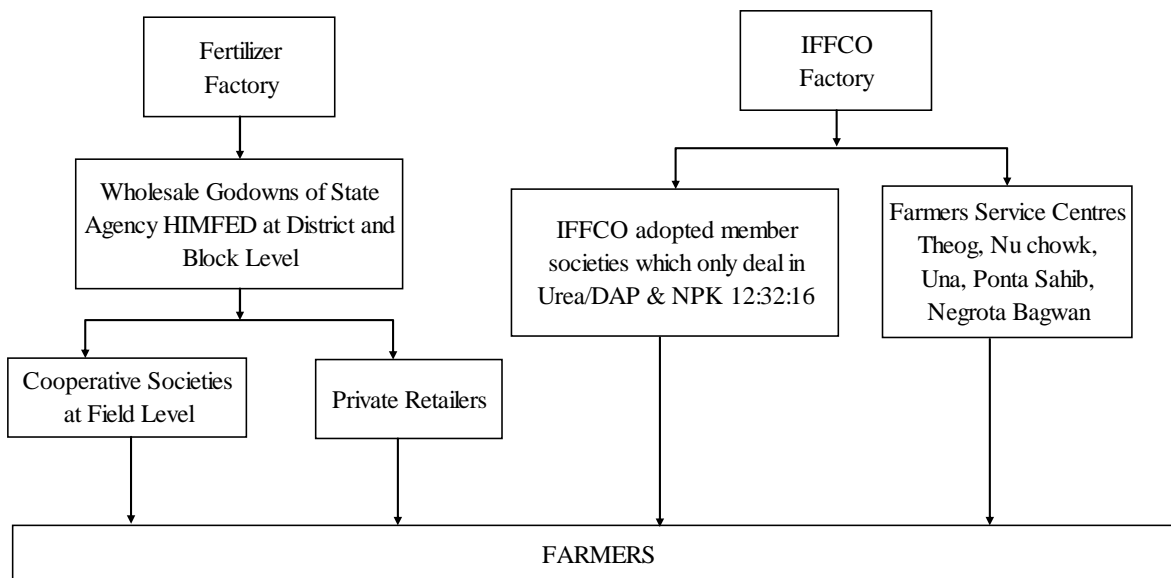 Fertilizer
Factory
IFFCO
Factory
Wholesale Godowns of State
Agency HIMFED at District and
Block Level
IFFCO adopted member
societies which only deal in
Urea/DAP & NPK 12:32:16
Farmers Service Centres
Theog, Nu chowk,
Una, Ponta Sahib,
Negrota Bagwan
Cooperative Societies
at Field Level
Private Retailers
FARMERS